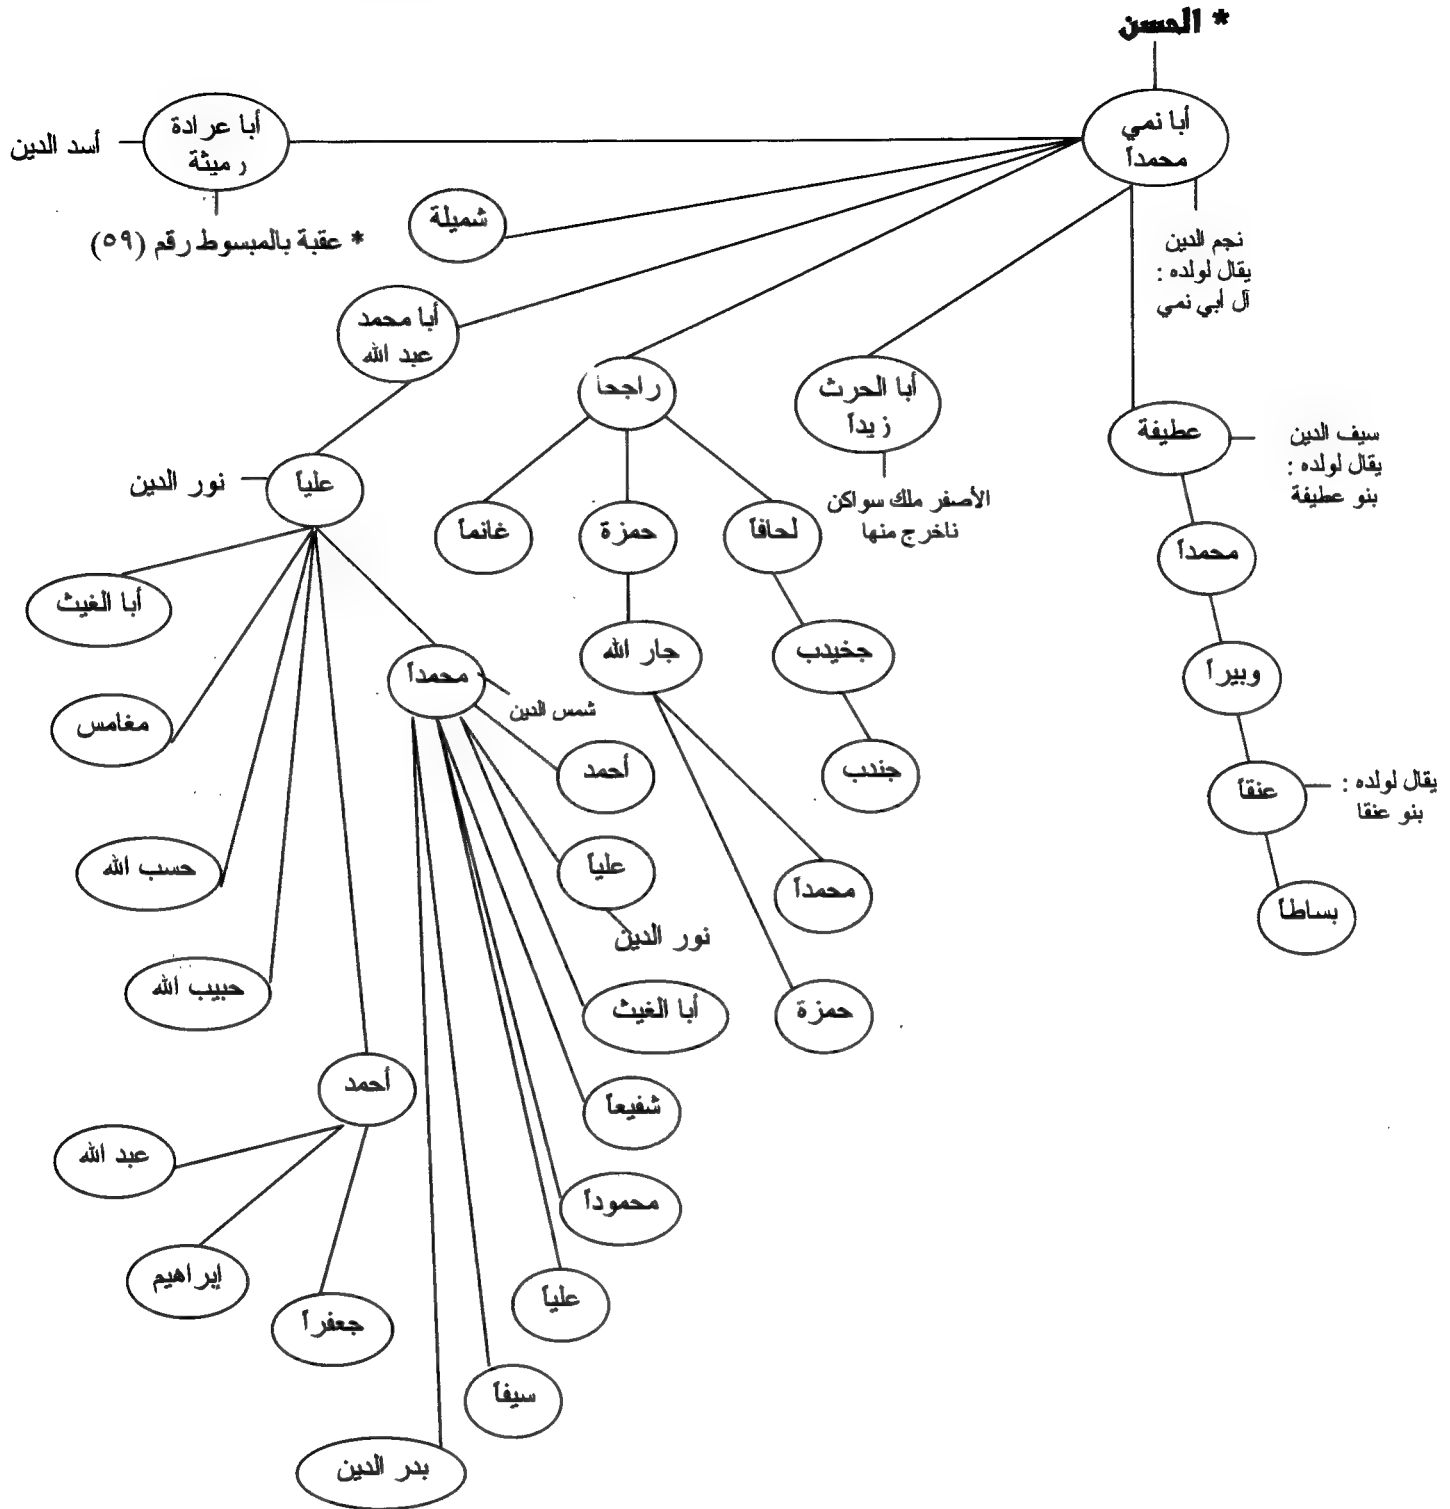 * الحسن
أبا نمي
محمداً
أبا عرادة
رميثة
أسد الدين
* عقبة بالمبسوط رقم (٥٩)
شميلة
نجم الدين
يقال لولده :
آل أبي نمي
أبا محمد
عبد الله
راجحاً
أبا الحرث
زيداً
عطيفة
سيف الدين
يقال لولده :
بنو عطيفة
الأصفر ملك سواكن
ناخرج منها
علياً
نور الدين
غانماً
حمزة
لحافاً
محمداً
أبا الغيث
محمداً
شمس الدين
جار الله
جخيدب
وبيراً
مغامس
أحمد
جندب
عنقاً
يقال لولده :
بنو عنقا
حسب الله
علياً
نور الدين
محمداً
بساطاً
حبيب الله
أبا الغيث
حمزة
أحمد
شفيعاً
عبد الله
محموداً
إبراهيم
جعفراً
علياً
سيفاً
بدر الدين